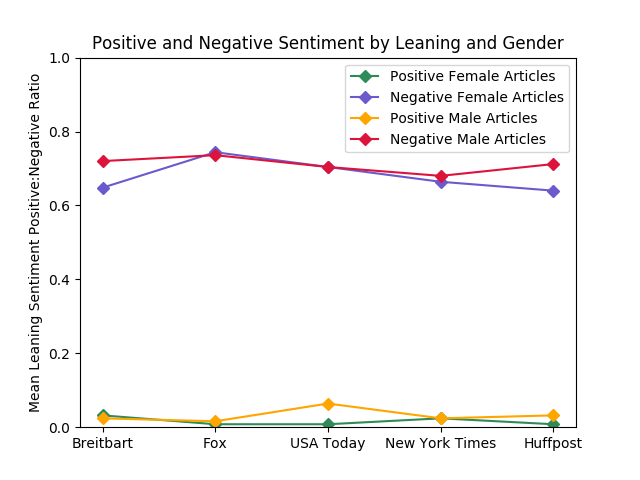 Positive and Negative Sentiment by Leaning and Gender
Mean Leaning Sentiment Positive:Negative Ratio
1.0
0.8
0.6
0.4
0.2
0.0
Positive Female Articles
Negative Female Articles
Positive Male Articles
Negative Male Articles
Breitbart Fox USA Today New York Times Huffpost